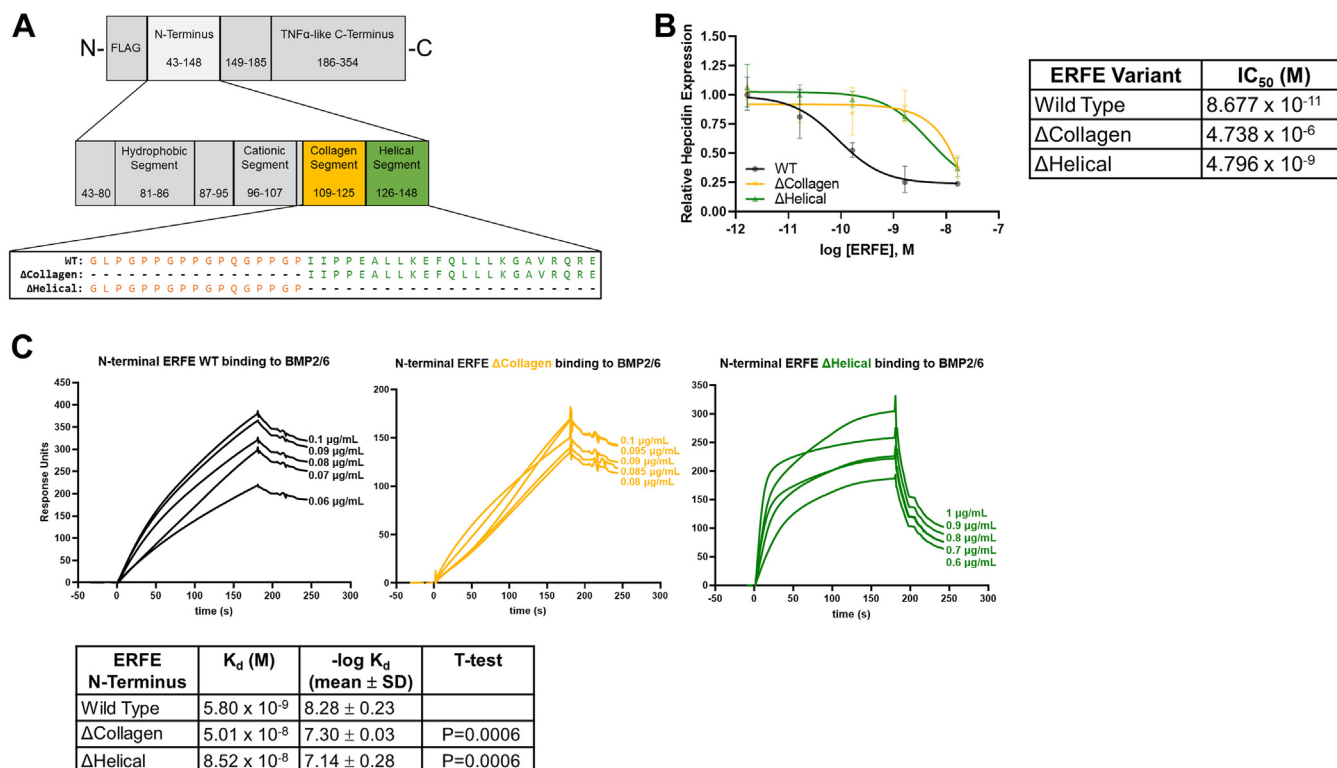 A
N- FLAG N-Terminus 43-148 149-185 TNFα-like C-Terminus 186-354 -C
43-80 Hydrophobic Segment 81-86 87-95 Cationic Segment 96-107 Collagen Segment 109-125 Helical Segment 126-148
WT: G L P G P P G P P G P Q G P P G P I I P P E A L L K E F Q L L L K G A V R Q R E
ΔCollagen: - - - - - - - - - - - - - - - - - I I P P E A L L K E F Q L L L K G A V R Q R E
ΔHelical: G L P G P P G P P G P Q G P P G P - - - - - - - - - - - - - - - - - - - - - - -
B
Relative Hepcidin Expression
1.50
1.25
1.00
0.75
0.50
0.25
0.00
WT
ΔCollagen
ΔHelical
-12 -11 -10 -9 -8 -7
log [ERFE], M
ERFE Variant IC50 (M)
Wild Type 8.677 x 10-11
ΔCollagen 4.738 x 10-6
ΔHelical 4.796 x 10-9
C
N-terminal ERFE WT binding to BMP2/6
Response Units
450
400
350
300
250
200
150
100
50
0
0.1 µg/mL
0.09 µg/mL
0.08 µg/mL
0.07 µg/mL
0.06 µg/mL
-50 0 50 100 150 200 250 300
time (s)
N-terminal ERFE ΔCollagen binding to BMP2/6
200
150
100
50
0
0.1 µg/mL
0.095 µg/mL
0.09 µg/mL
0.085 µg/mL
0.08 µg/mL
-50 0 50 100 150 200 250 300
time (s)
N-terminal ERFE ΔHelical binding to BMP2/6
350
300
250
200
150
100
50
0
1 µg/mL
0.9 µg/mL
0.8 µg/mL
0.7 µg/mL
0.6 µg/mL
-50 0 50 100 150 200 250 300
time (s)
ERFE N-Terminus Kd (M) -log Kd (mean ± SD) T-test
Wild Type 5.80 x 10-9 8.28 ± 0.23
ΔCollagen 5.01 x 10-8 7.30 ± 0.03 P=0.0006
ΔHelical 8.52 x 10-8 7.14 ± 0.28 P=0.0006